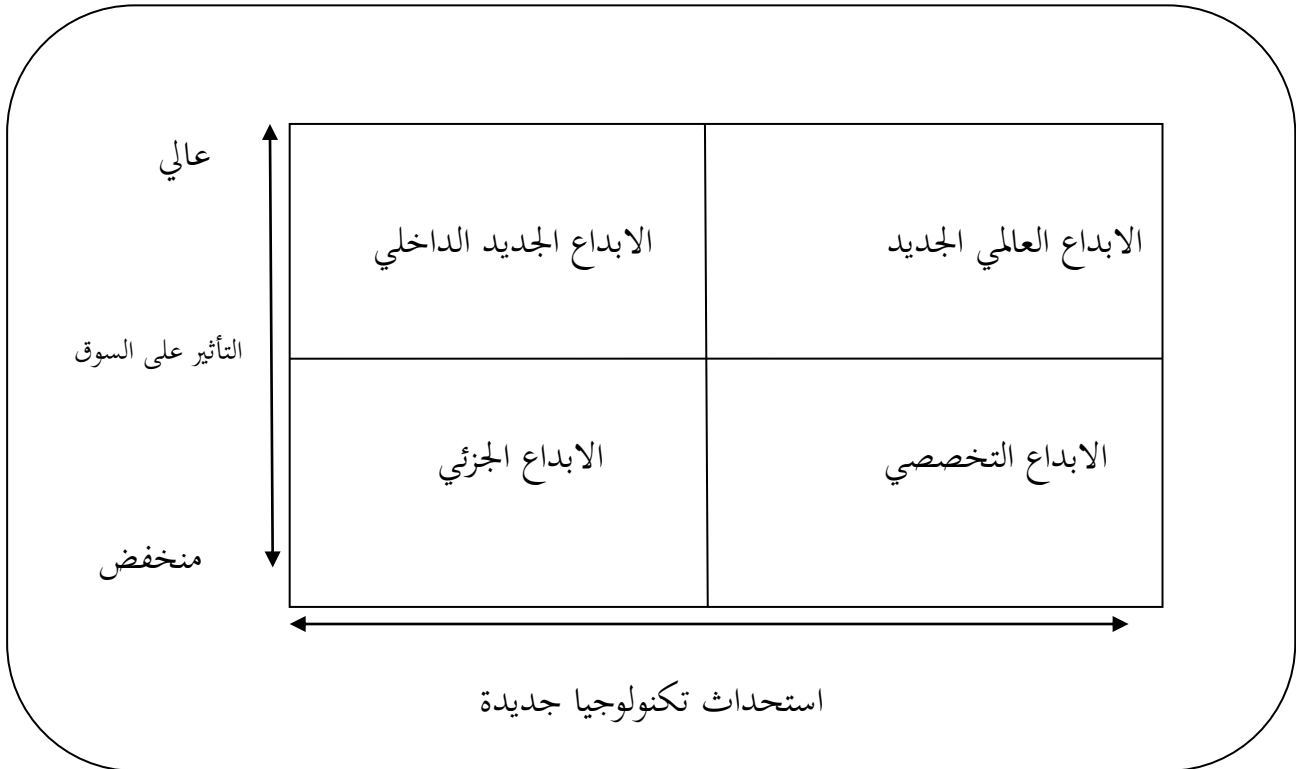 عالي
الابداع العالمي الجديد
الابداع الجديد الداخلي
التأثير على السوق
الابداع التخصصي
الابداع الجزئي
منخفض
استحداث تكنولوجيا جديدة